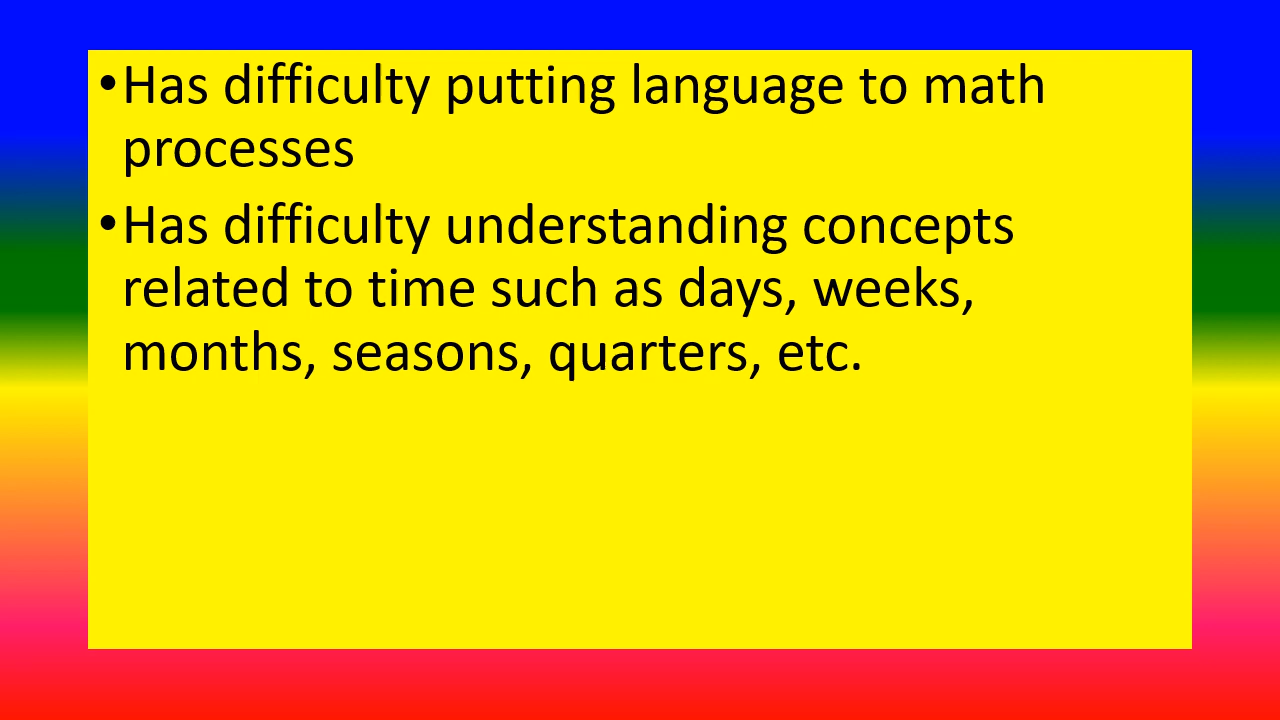 •Has difficulty putting language to math
processes
•Has difficulty understanding concepts
related to time such as days, weeks,
months, seasons, quarters, etc.